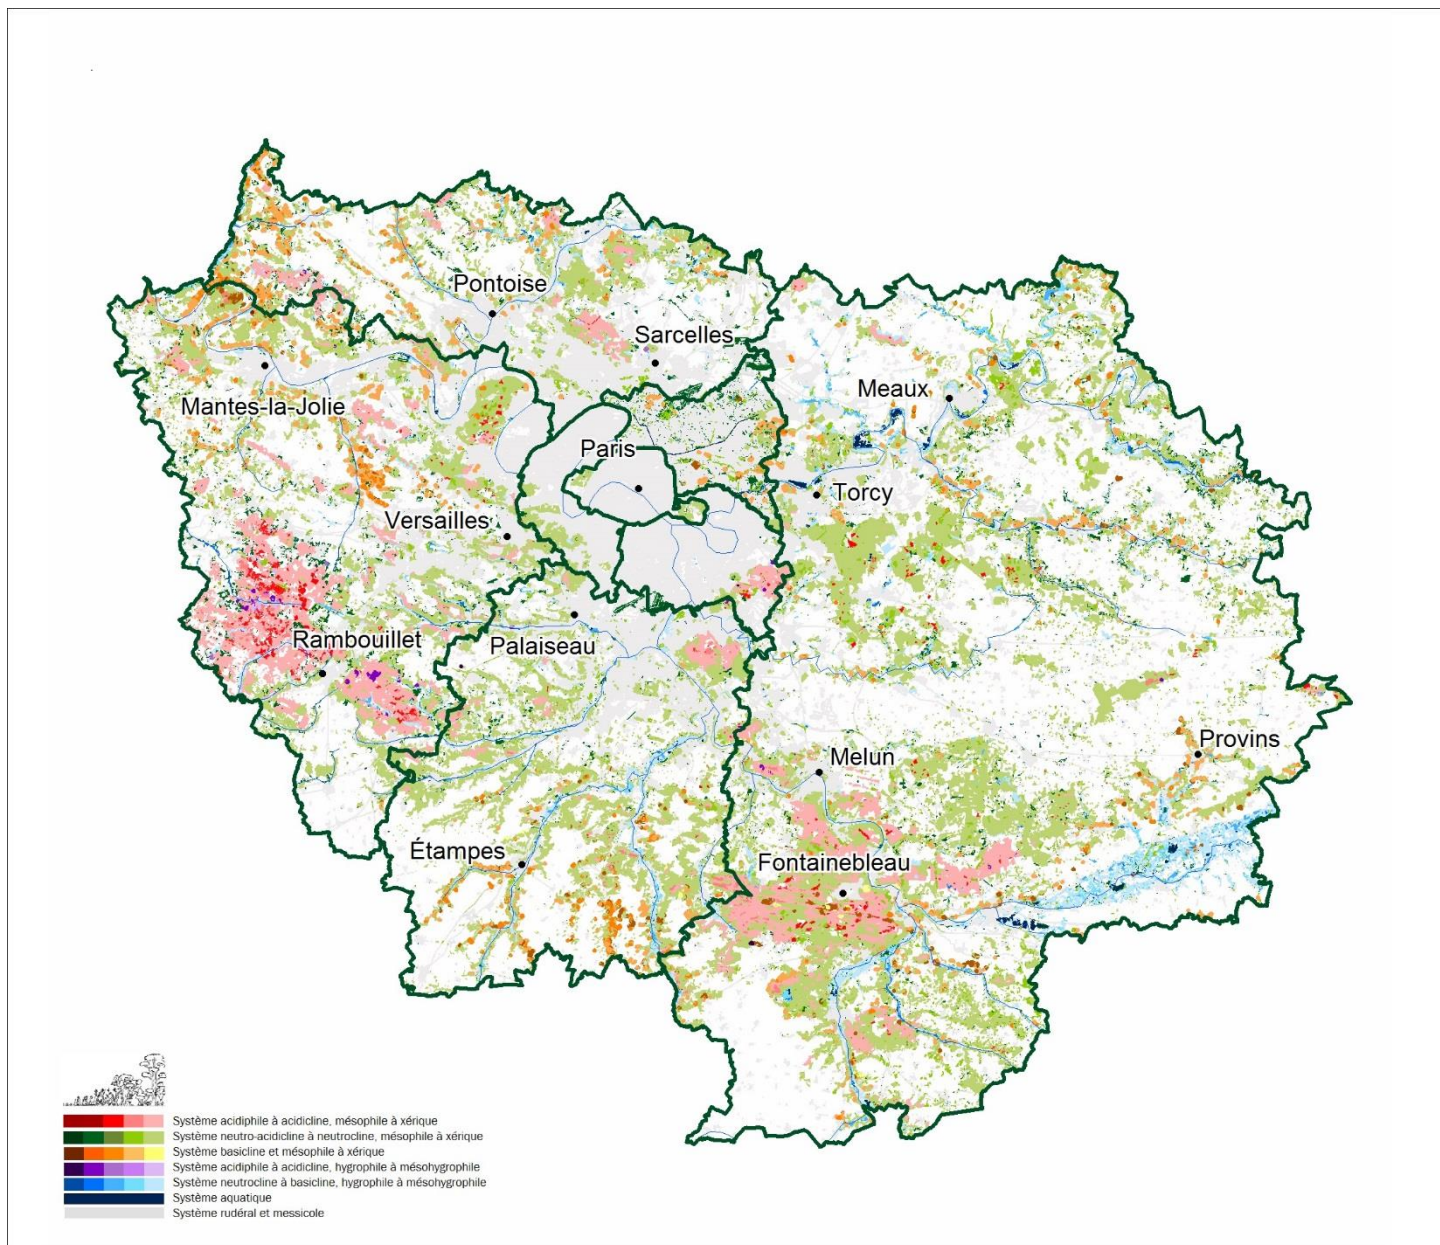 Pontoise
Sarcelles
Meaux
Mantes-la-Jolie
Paris
Torcy
Versailles
Rambouillet
Palaiseau
Provins
Melun
Étampes
Fontainebleau
Système acidiphile à acidicline, mésophile à xérique
Système neutro-acidicline à neutrocline, mésophile à xérique
Système basicline et mésophile à xérique
Système acidiphile à acidicline, hygrophile à mésohygrophile
Système neutrocline à basicline, hygrophile à mésohygrophile
Système aquatique
Système rudéral et messicole